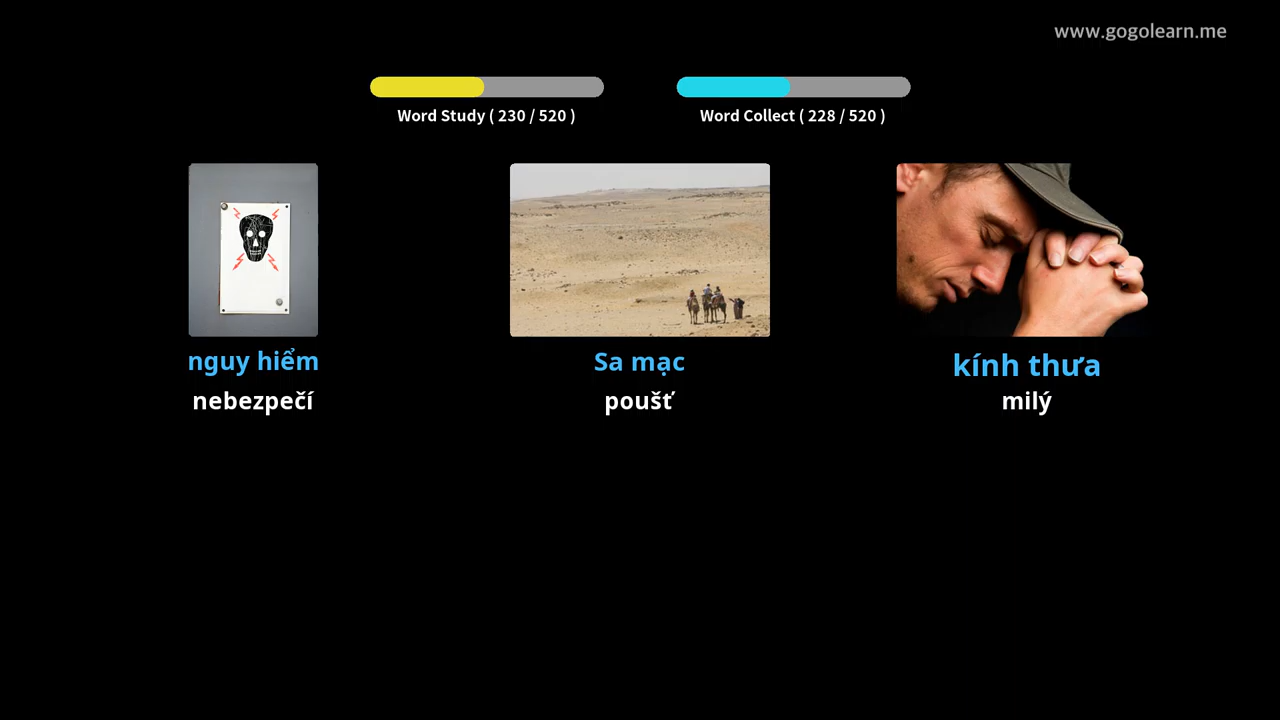 www.gogolearn.me
Word Study ( 230 / 520 )
Word Collect ( 228 / 520 )
nguy hiểm
Sa mạc
kính thưa
nebezpečí
poušť
milý